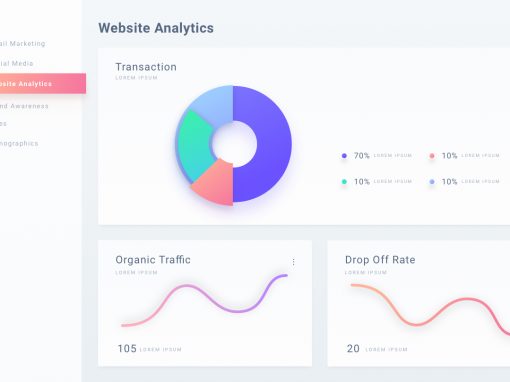 ail Marketing
ial Media
bsite Analytics
nd Awareness
es
mographics
Website Analytics
Transaction
LOREM IPSUM
70% LOREM IPSUM
10% LOREM IPSUM
10% LOREM IPSUM
10% LOREM IPSUM
Organic Traffic
LOREM IPSUM
105 LOREM IPSUM
Drop Off Rate
LOREM IPSUM
20 LOREM IPSUM